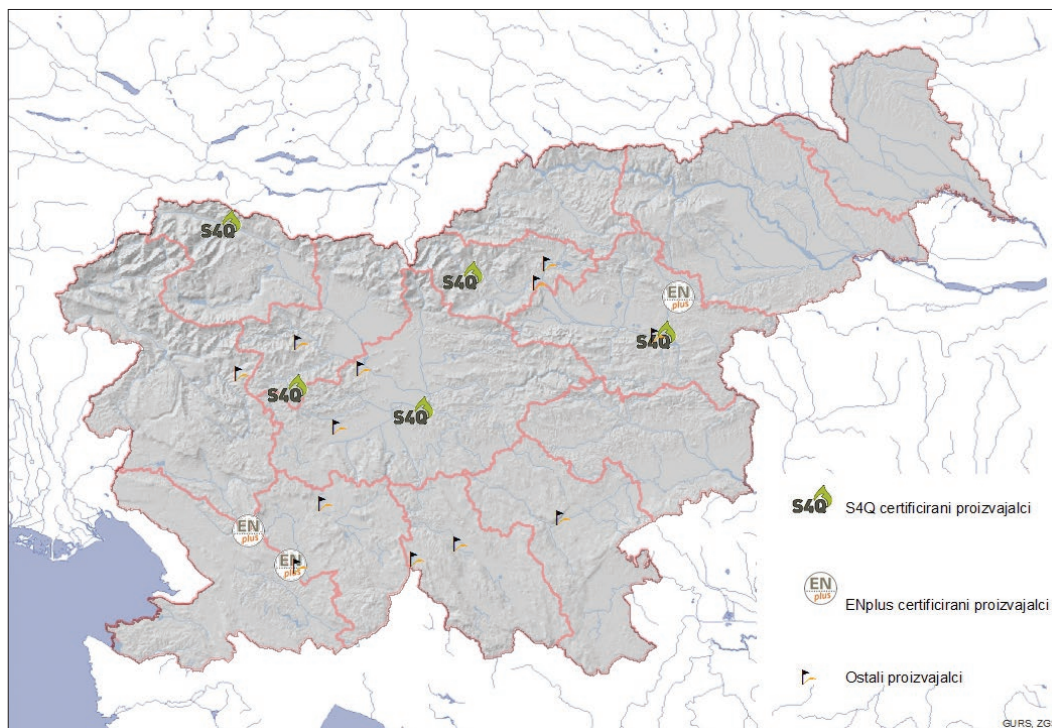 S4Q
S4Q
EN
plus
S4Q
S4Q
S4Q
EN
plus
EN
plus
S4Q S4Q certificirani proizvajalci
EN
plus
ENplus certificirani proizvajalci
Ostali proizvajalci
GURS, ZG